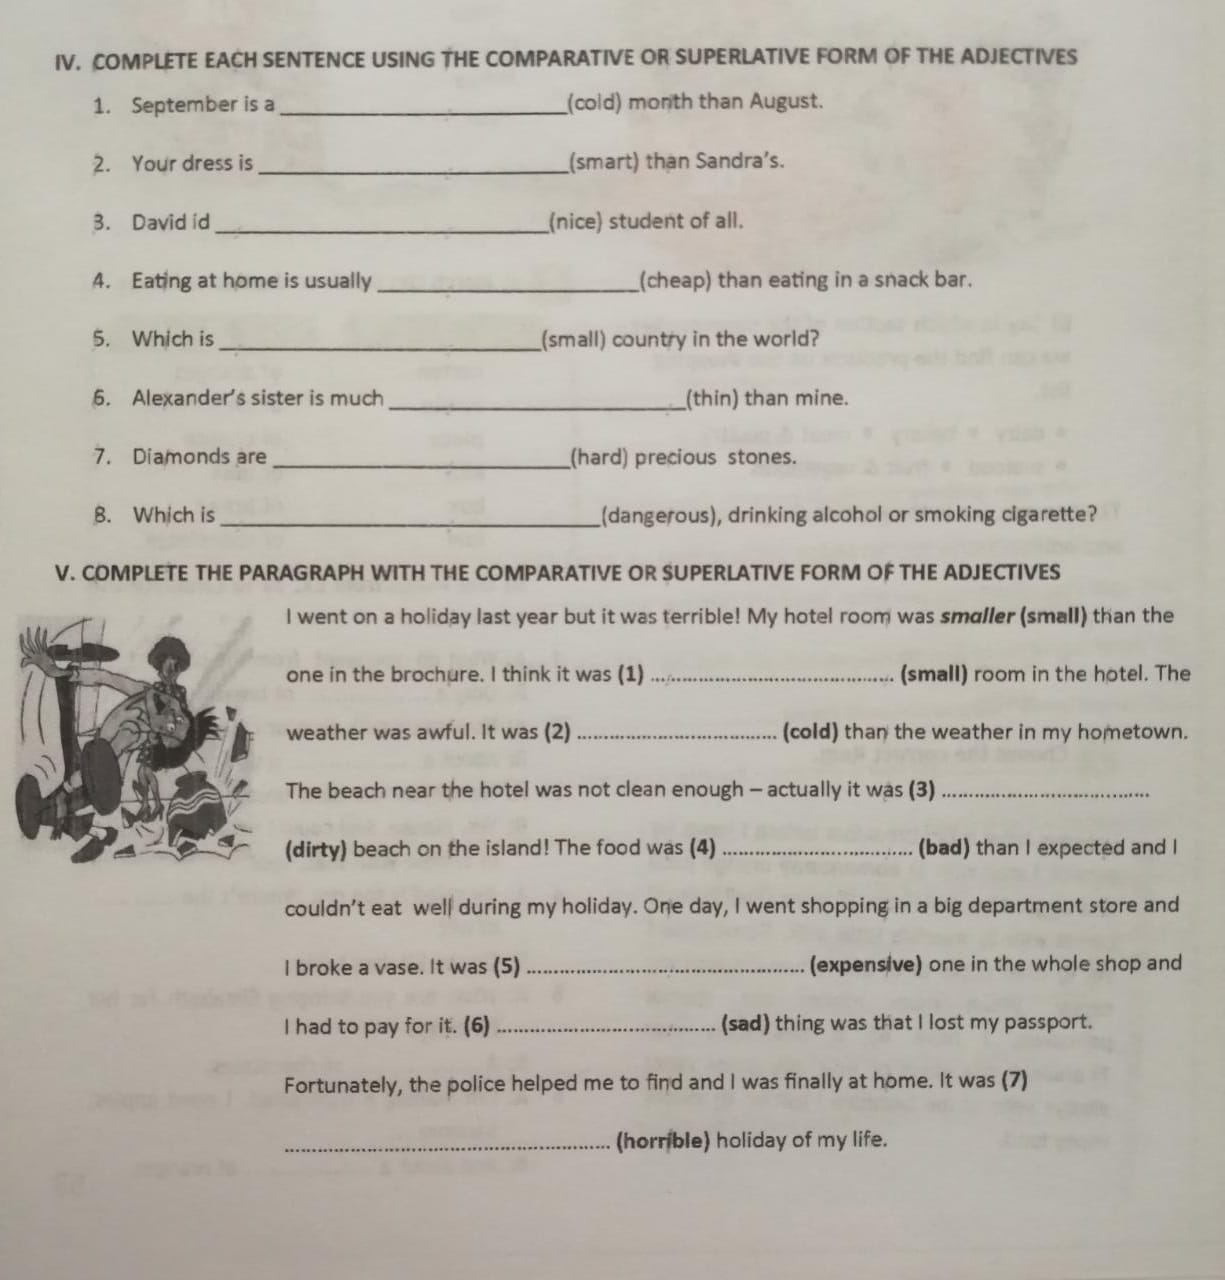 IV. COMPLETE EACH SENTENCE USING THE COMPARATIVE OR SUPERLATIVE FORM OF THE ADJECTIVES
1. September is a ____________________(cold) month than August.
2. Your dress is ____________________(smart) than Sandra's.
3. David id ____________________(nice) student of all.
4. Eating at home is usually ____________________(cheap) than eating in a snack bar.
5. Which is ____________________(small) country in the world?
6. Alexander's sister is much ____________________(thin) than mine.
7. Diamonds are ____________________(hard) precious stones.
8. Which is ____________________(dangerous), drinking alcohol or smoking cigarette?
V. COMPLETE THE PARAGRAPH WITH THE COMPARATIVE OR SUPERLATIVE FORM OF THE ADJECTIVES
I went on a holiday last year but it was terrible! My hotel room was smaller (small) than the
one in the brochure. I think it was (1) .......................................... (small) room in the hotel. The
weather was awful. It was (2) .................................. (cold) than the weather in my hometown.
The beach near the hotel was not clean enough – actually it was (3) ...................................
(dirty) beach on the island! The food was (4) ................................ (bad) than I expected and I
couldn't eat well during my holiday. One day, I went shopping in a big department store and
I broke a vase. It was (5) .............................................. (expensive) one in the whole shop and
I had to pay for it. (6) .................................... (sad) thing was that I lost my passport.
Fortunately, the police helped me to find and I was finally at home. It was (7)
...................................................... (horrible) holiday of my life.